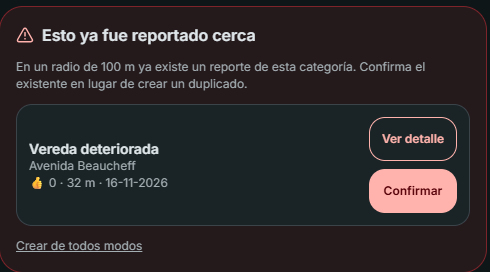 Esto ya fue reportado cerca
En un radio de 100 m ya existe un reporte de esta categoría. Confirma el
existente en lugar de crear un duplicado.
Vereda deteriorada
Avenida Beaucheff
👍 0 · 32 m · 16-11-2026
Ver detalle
Confirmar
Crear de todos modos